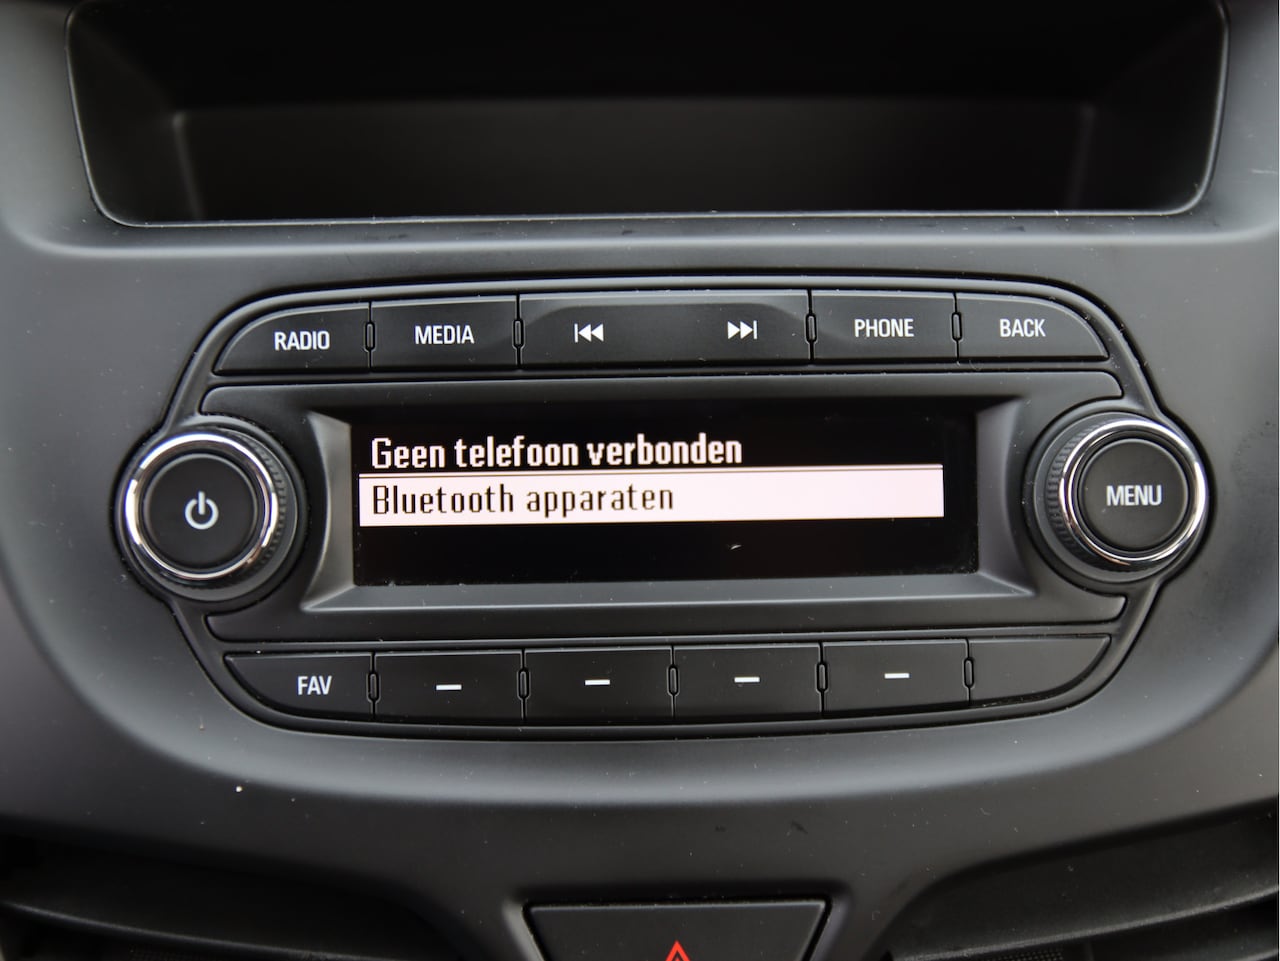 RADIO
MEDIA
PHONE
BACK
Geen telefoon verbonden
Bluetooth apparaten
MENU
FAV